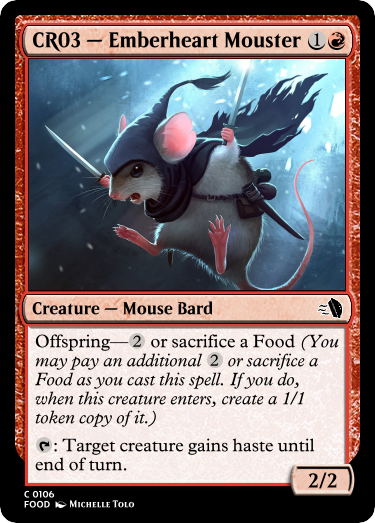 CR03 — Emberheart Mouster 1
Creature — Mouse Bard
Offspring—2 or sacrifice a Food (You
may pay an additional 2 or sacrifice a
Food as you cast this spell. If you do,
when this creature enters, create a 1/1
token copy of it.)
: Target creature gains haste until
end of turn.
2/2
C 0106
FOOD Michelle Tolo